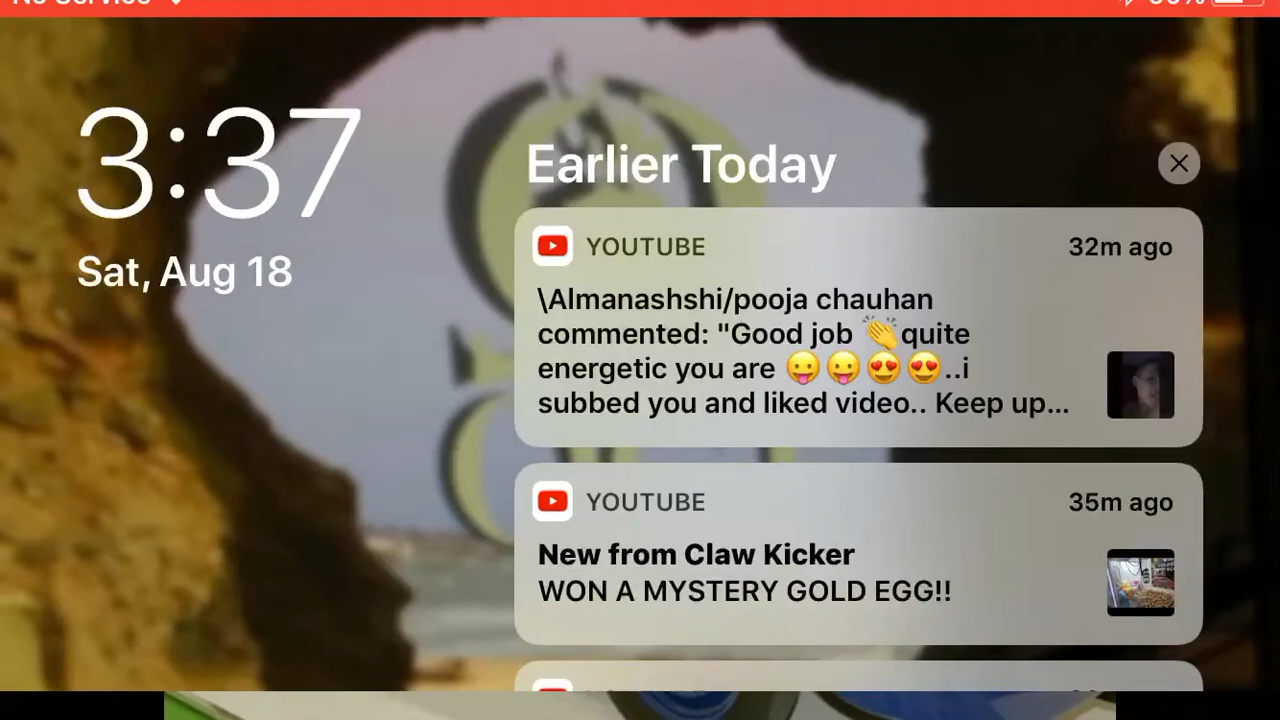 No Service
3:37
Sat, Aug 18
Earlier Today
YOUTUBE
32m ago
\Almanashshi/pooja chauhan
commented: "Good job 👏quite
energetic you are 😛😛😍😍..i
subbed you and liked video.. Keep up...
YOUTUBE
35m ago
New from Claw Kicker
WON A MYSTERY GOLD EGG!!